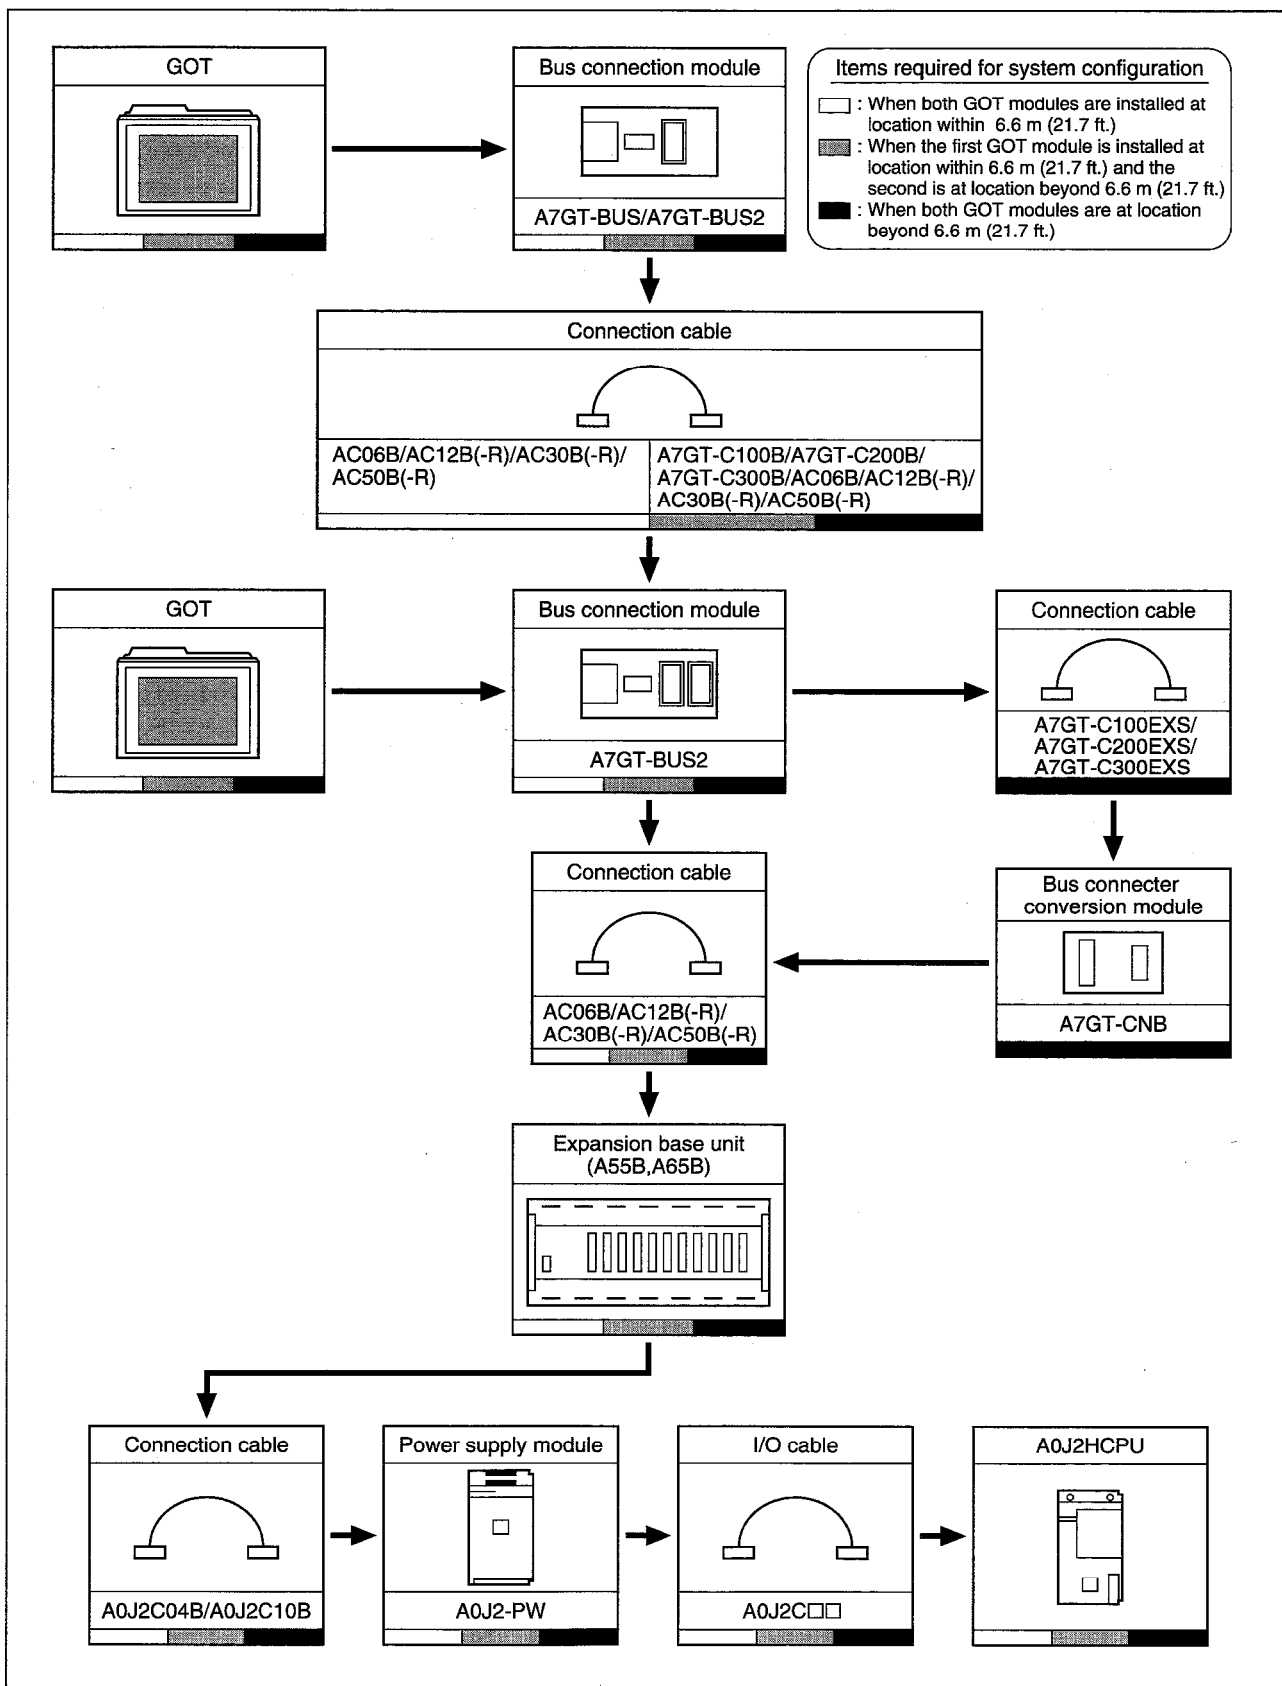 GOT
Bus connection module
A7GT-BUS/A7GT-BUS2
Items required for system configuration
: When both GOT modules are installed at
location within 6.6 m (21.7 ft.)
: When the first GOT module is installed at
location within 6.6 m (21.7 ft.) and the
second is at location beyond 6.6 m (21.7 ft.)
: When both GOT modules are at location
beyond 6.6 m (21.7 ft.)
Connection cable
AC06B/AC12B(-R)/AC30B(-R)/
AC50B(-R)
A7GT-C100B/A7GT-C200B/
A7GT-C300B/AC06B/AC12B(-R)/
AC30B(-R)/AC50B(-R)
GOT
Bus connection module
A7GT-BUS2
Connection cable
A7GT-C100EXS/
A7GT-C200EXS/
A7GT-C300EXS
Connection cable
AC06B/AC12B(-R)/
AC30B(-R)/AC50B(-R)
Bus connecter
conversion module
A7GT-CNB
Expansion base unit
(A55B,A65B)
Connection cable
A0J2C04B/A0J2C10B
Power supply module
A0J2-PW
I/O cable
A0J2C□□
A0J2HCPU